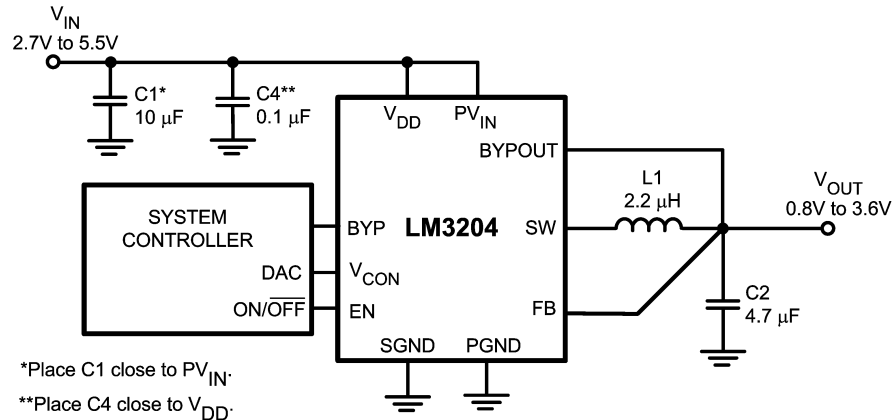 V_IN
2.7V to 5.5V
C1*
10 μF
C4**
0.1 μF
V_DD
PV_IN
BYPOUT
L1
2.2 μH
V_OUT
0.8V to 3.6V
SYSTEM
CONTROLLER
BYP
LM3204
SW
DAC
V_CON
ON/O̅F̅F̅
EN
FB
C2
4.7 μF
SGND
PGND
*Place C1 close to PV_IN.
**Place C4 close to V_DD.